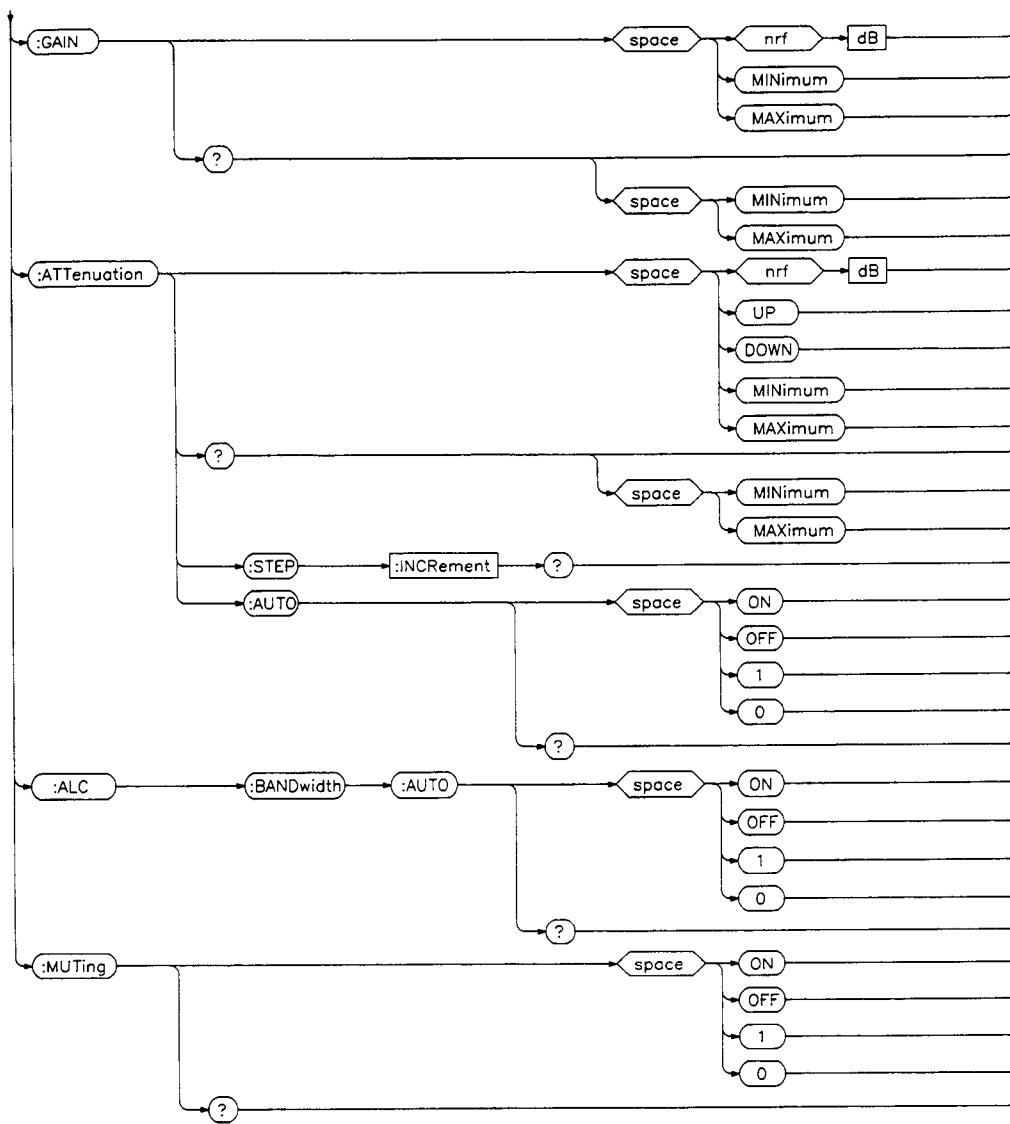 :GAIN space nrf dB
MINimum
MAXimum
?
space MINimum
MAXimum
:ATTenuation space nrf dB
UP
DOWN
MINimum
MAXimum
?
space MINimum
MAXimum
:STEP :INCRement ?
:AUTO space ON
OFF
1
0
?
:ALC :BANDwidth :AUTO space ON
OFF
1
0
?
:MUTing space ON
OFF
1
0
?